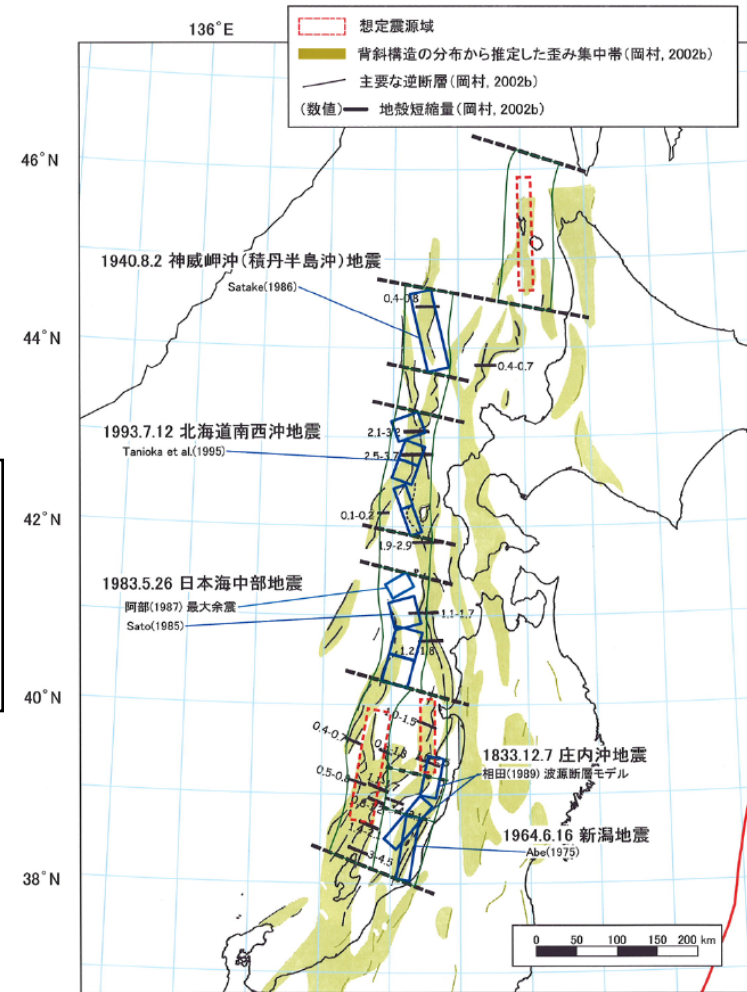 136°E
想定震源域
背斜構造の分布から推定した歪み集中帯(岡村, 2002b)
主要な逆断層(岡村, 2002b)
(数値) 地殻短縮量(岡村, 2002b)
46°N
1940.8.2 神威岬沖(積丹半島沖)地震
Satake(1986)
0.4-0.8
44°N
0.4-0.7
1993.7.12 北海道南西沖地震
2.1-3.2
Tanioka et al.(1995)
2.5-3.7
42°N
0.1-0.2
1.9-2.9
1983.5.26 日本海中部地震
阿部(1987) 最大余震
1.1-1.7
Sato(1985)
1.2-1.8
40°N
0.4-0.7
1833.12.7 庄内沖地震
相田(1989) 波源断層モデル
0.5-0.8
1964.6.16 新潟地震
Abe(1975)
38°N
0 50 100 150 200 km